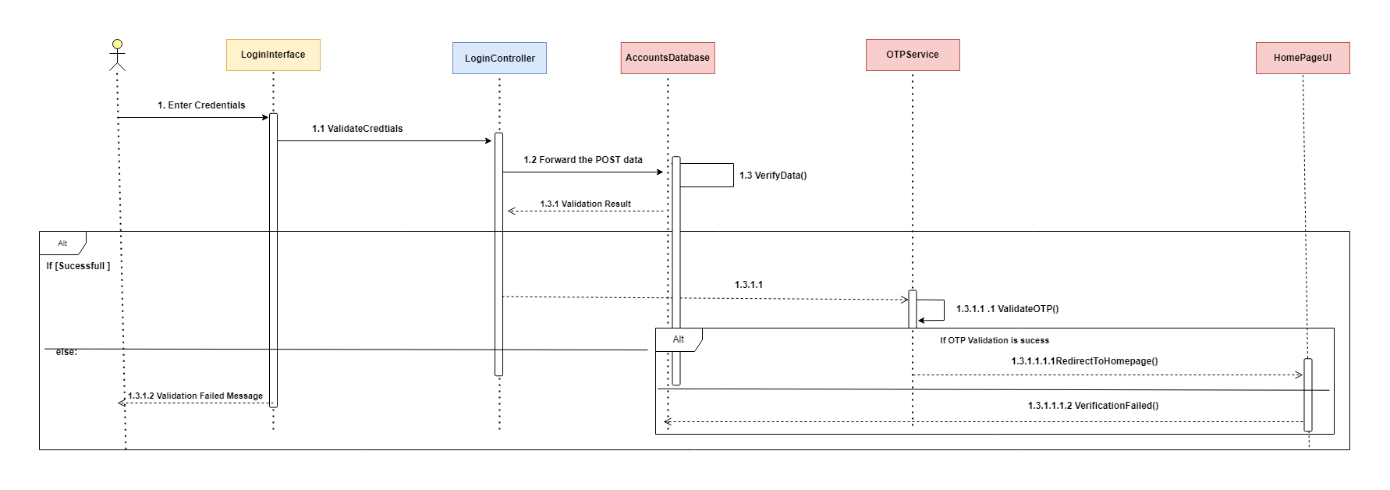 LoginInterface
LoginController
AccountsDatabase
OTPService
HomePageUI
1. Enter Credentials
1.1 ValidateCredtials
1.2 Forward the POST data
1.3 VerifyData()
1.3.1 Validation Result
Alt
If [Sucessfull ]
1.3.1.1
1.3.1.1 .1 ValidateOTP()
Alt
If OTP Validation is sucess
else:
1.3.1.1.1.1RedirectToHomepage()
1.3.1.2 Validation Failed Message
1.3.1.1.1.2 VerificationFailed()